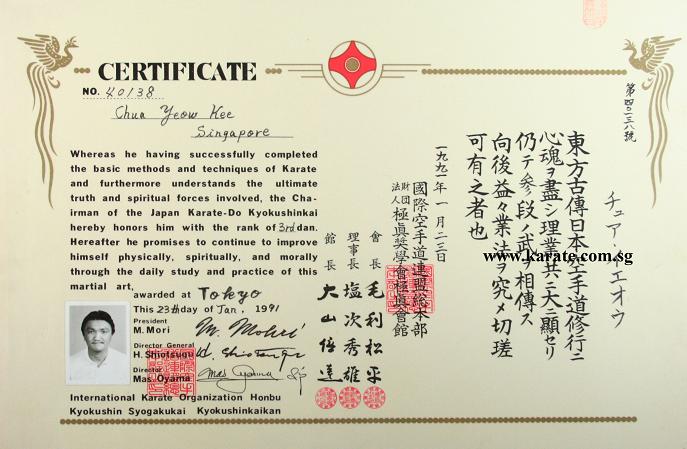 CERTIFICATE
NO. 40138
Chua Yeow Kee
Singapore
Whereas he having successfully completed
the basic methods and techniques of Karate
and furthermore understands the ultimate
truth and spiritual forces involved, the Cha-
irman of the Japan Karate-Do Kyokushinkai
hereby honors him with the rank of 3rd dan.
Hereafter he promises to continue to improve
himself physically, spiritually, and morally
through the daily study and practice of this
martial art,
awarded at Tokyo
This 23th day of Jan, 1991
President
M. Mori
Director General
H. Shiotsugu
Director
Mas. Oyama
International Karate Organization Honbu
Kyokushin Syogakukai Kyokushinkaikan
第四〇一三八號
チュア・
エオウ
東方古傳日本空手道修行ニ
心魂ヲ盡シ理業共ニ大ニ顯セリ
仍テ参段ノ武ヲ相傳ス
向後益々業法ヲ究メ切瑳
可有之者也
一九九一年一月二三日
國際空手道連盟総本部
財団法人極真奨學會極眞會館
會長毛利松平
理事長塩次秀雄
館長大山倍達
www.karate.com.sg